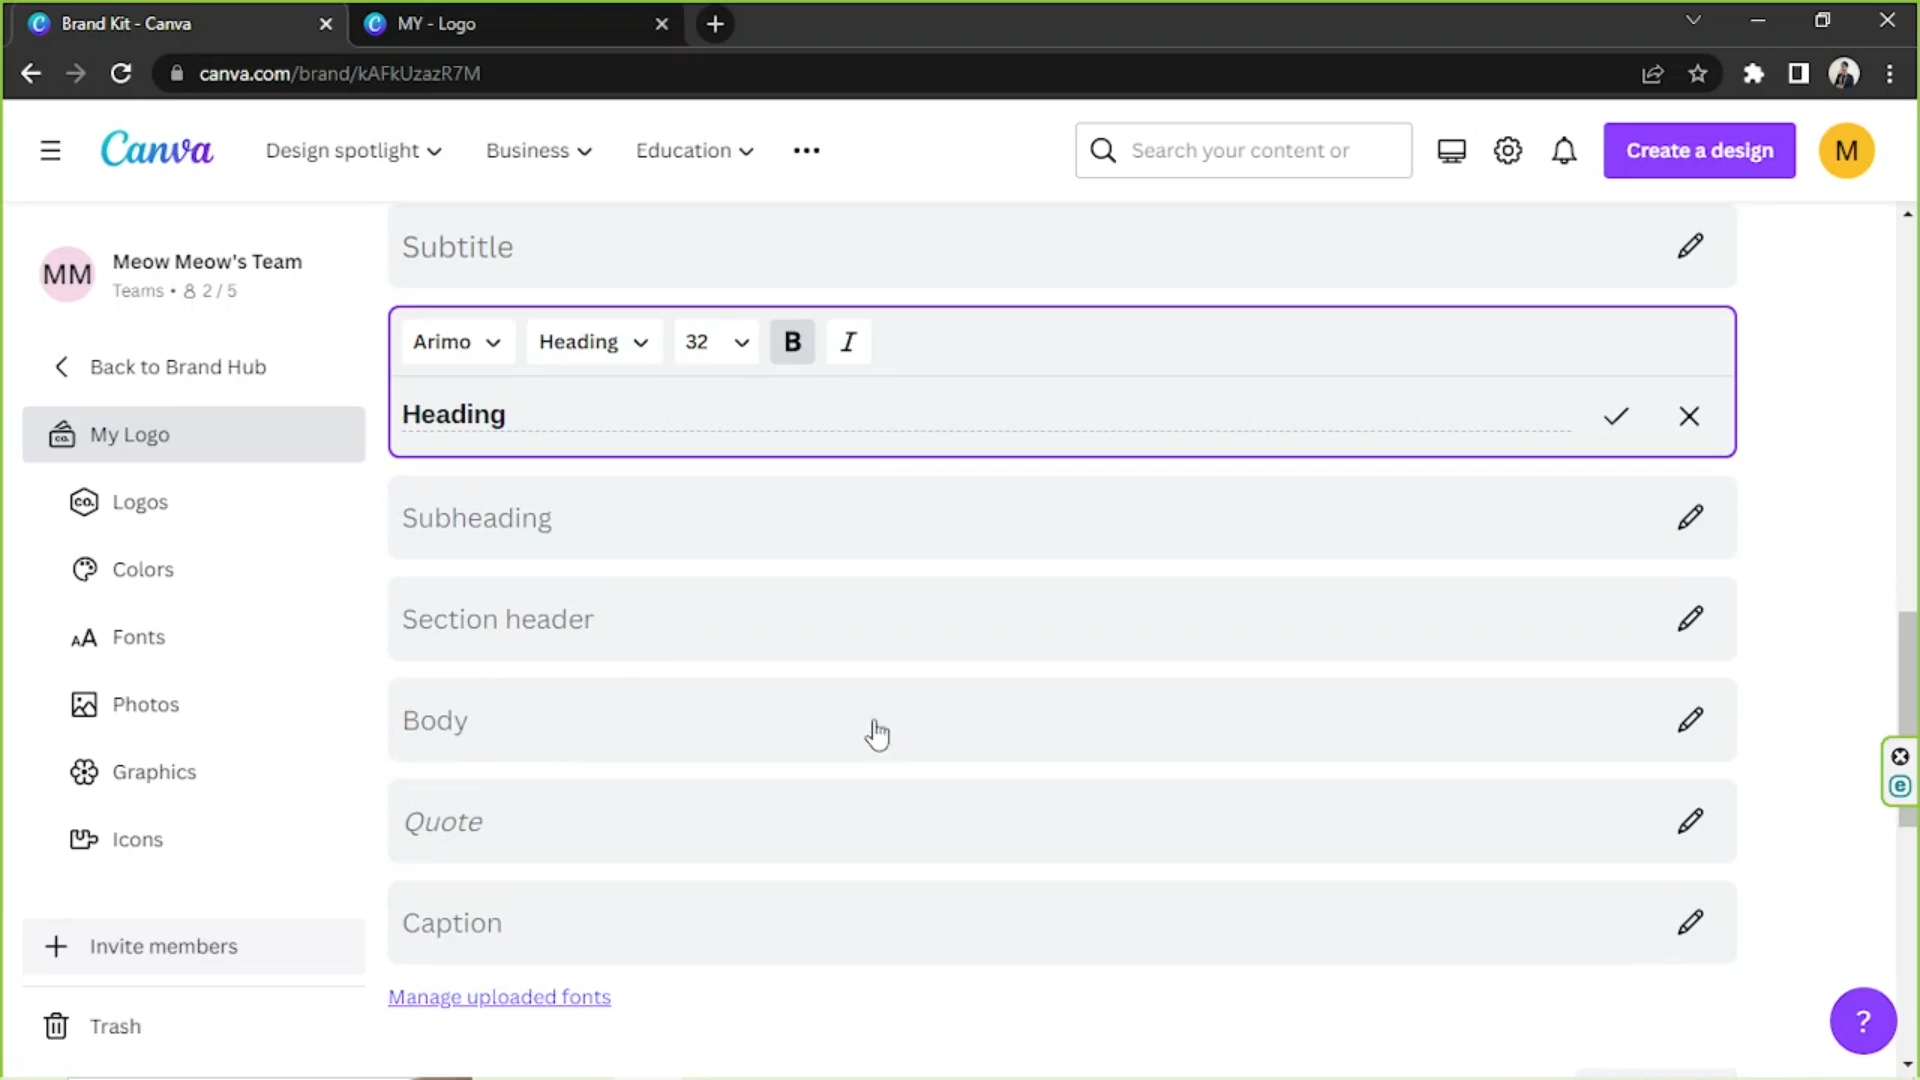 Brand Kit - Canva
MY - Logo
canva.com/brand/kAFkUzazR7M
Canva
Design spotlight
Business
Education
Search your content or
Create a design
M
MM
Meow Meow's Team
Teams • 2 / 5
Back to Brand Hub
My Logo
co.
Logos
Colors
AA Fonts
Photos
Graphics
Icons
Invite members
Trash
Subtitle
Arimo
Heading
32
B
I
Heading
Subheading
Section header
Body
Quote
Caption
Manage uploaded fonts
?